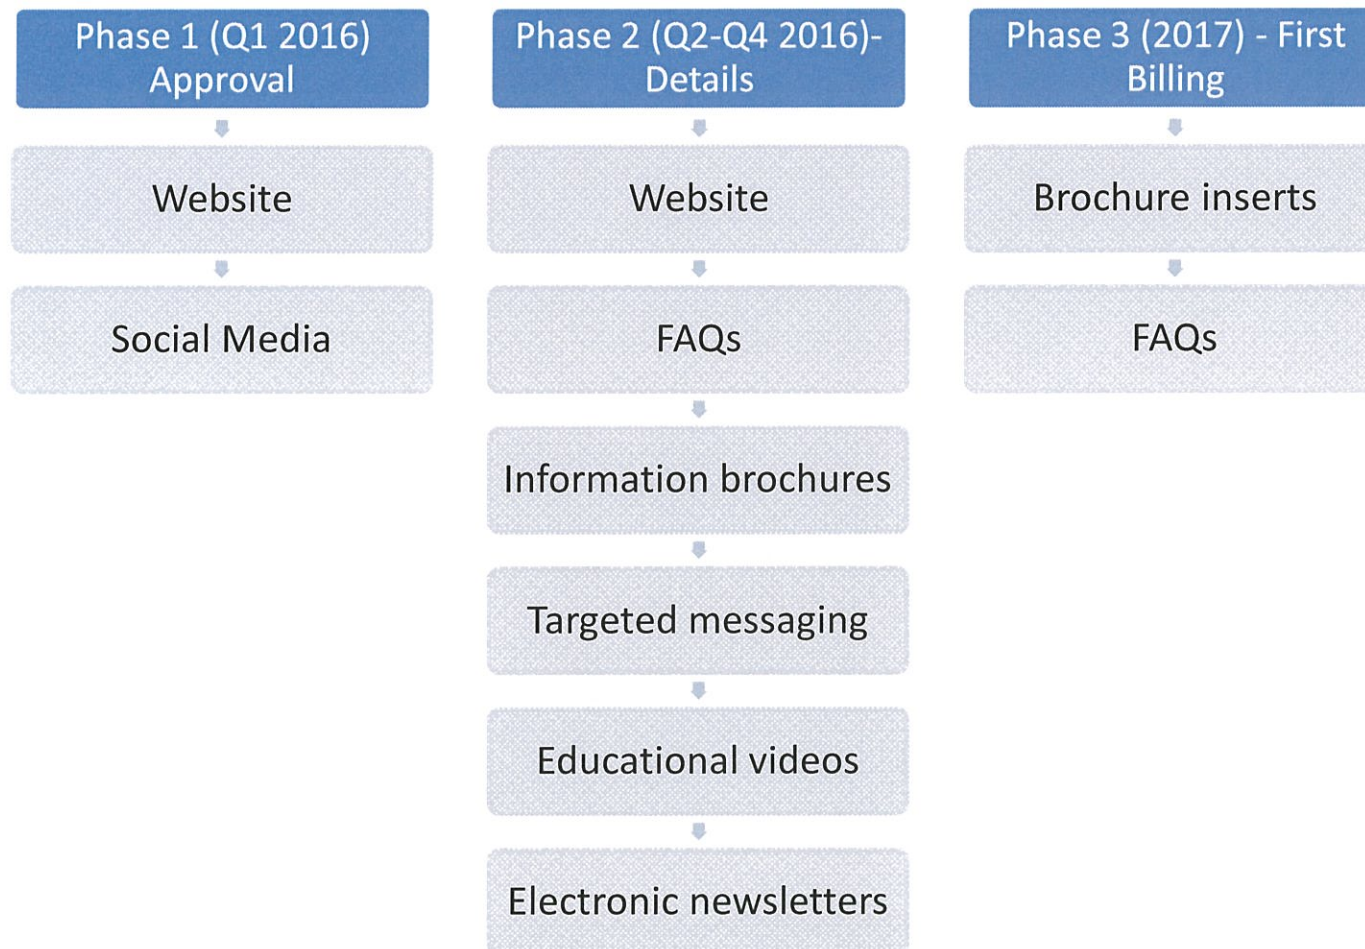 Phase 1 (Q1 2016)
Approval
Website
Social Media
Phase 2 (Q2-Q4 2016)-
Details
Website
FAQs
Information brochures
Targeted messaging
Educational videos
Electronic newsletters
Phase 3 (2017) - First
Billing
Brochure inserts
FAQs